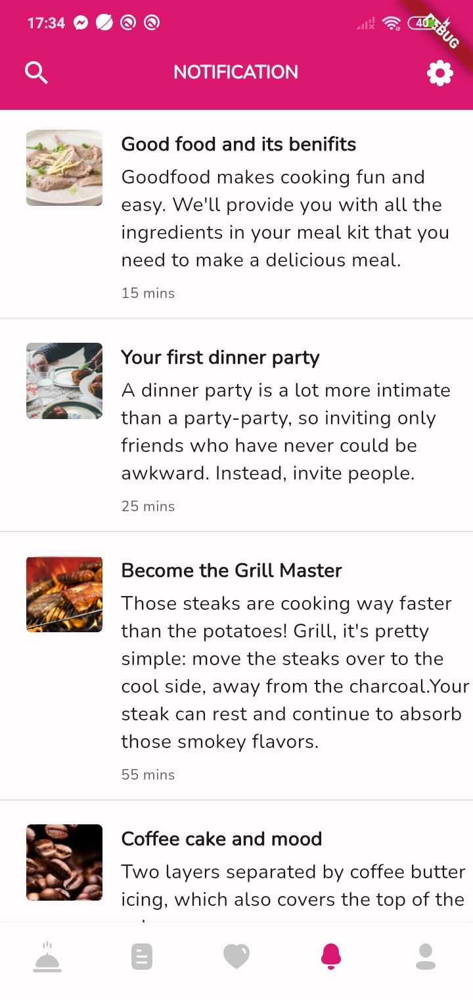 17:34
40
DEBUG
NOTIFICATION
Good food and its benifits
Goodfood makes cooking fun and
easy. We'll provide you with all the
ingredients in your meal kit that you
need to make a delicious meal.
15 mins
Your first dinner party
A dinner party is a lot more intimate
than a party-party, so inviting only
friends who have never could be
awkward. Instead, invite people.
25 mins
Become the Grill Master
Those steaks are cooking way faster
than the potatoes! Grill, it's pretty
simple: move the steaks over to the
cool side, away from the charcoal.Your
steak can rest and continue to absorb
those smokey flavors.
55 mins
Coffee cake and mood
Two layers separated by coffee butter
icing, which also covers the top of the